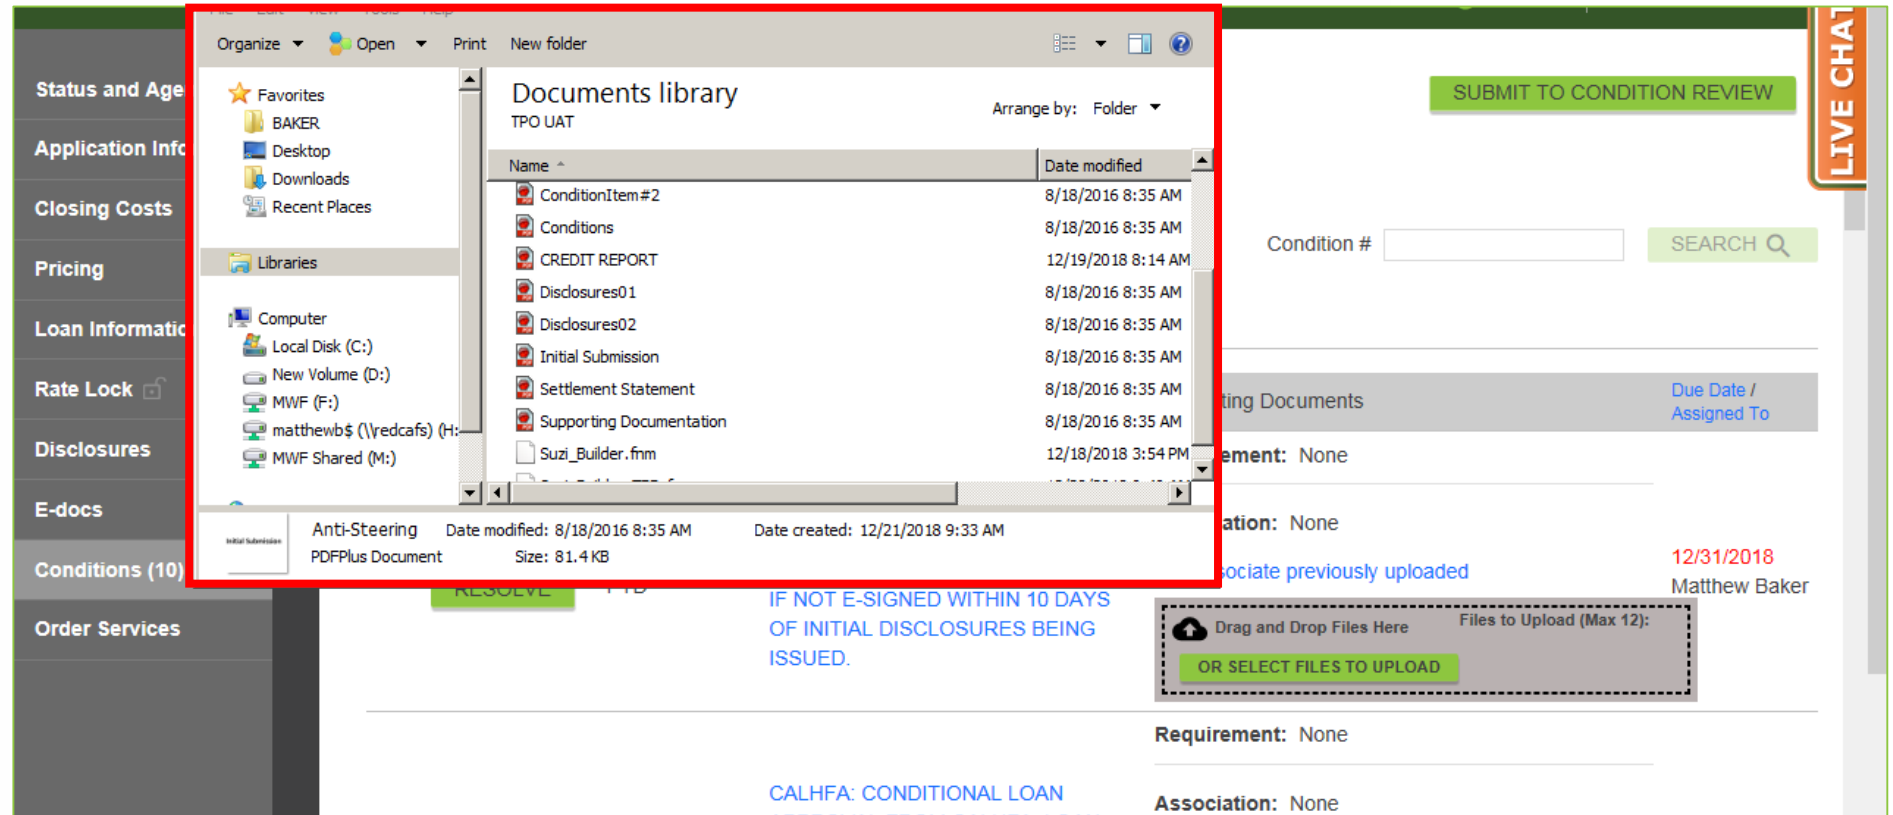 File Edit View Tools Help
Organize Open Print New folder
Favorites
BAKER
Desktop
Downloads
Recent Places
Libraries
Computer
Local Disk (C:)
New Volume (D:)
MWF (F:)
matthewb$ (\\redcafs) (H:
MWF Shared (M:)
Documents library
TPO UAT
Arrange by: Folder
Name Date modified
ConditionItem#2 8/18/2016 8:35 AM
Conditions 8/18/2016 8:35 AM
CREDIT REPORT 12/19/2018 8:14 AM
Disclosures01 8/18/2016 8:35 AM
Disclosures02 8/18/2016 8:35 AM
Initial Submission 8/18/2016 8:35 AM
Settlement Statement 8/18/2016 8:35 AM
Supporting Documentation 8/18/2016 8:35 AM
Suzi_Builder.fnm 12/18/2018 3:54 PM
Initial Submission
Anti-Steering Date modified: 8/18/2016 8:35 AM Date created: 12/21/2018 9:33 AM
PDFPlus Document Size: 81.4 KB
Status and Age
Application Info
Closing Costs
Pricing
Loan Informatio
Rate Lock
Disclosures
E-docs
Conditions (10)
Order Services
LIVE CHAT
SUBMIT TO CONDITION REVIEW
Condition # SEARCH
ting Documents
Due Date /
Assigned To
ement: None
ation: None
sociate previously uploaded
12/31/2018
Matthew Baker
RESOLVE PTD
IF NOT E-SIGNED WITHIN 10 DAYS
OF INITIAL DISCLOSURES BEING
ISSUED.
Drag and Drop Files Here Files to Upload (Max 12):
OR SELECT FILES TO UPLOAD
Requirement: None
CALHFA: CONDITIONAL LOAN
Association: None